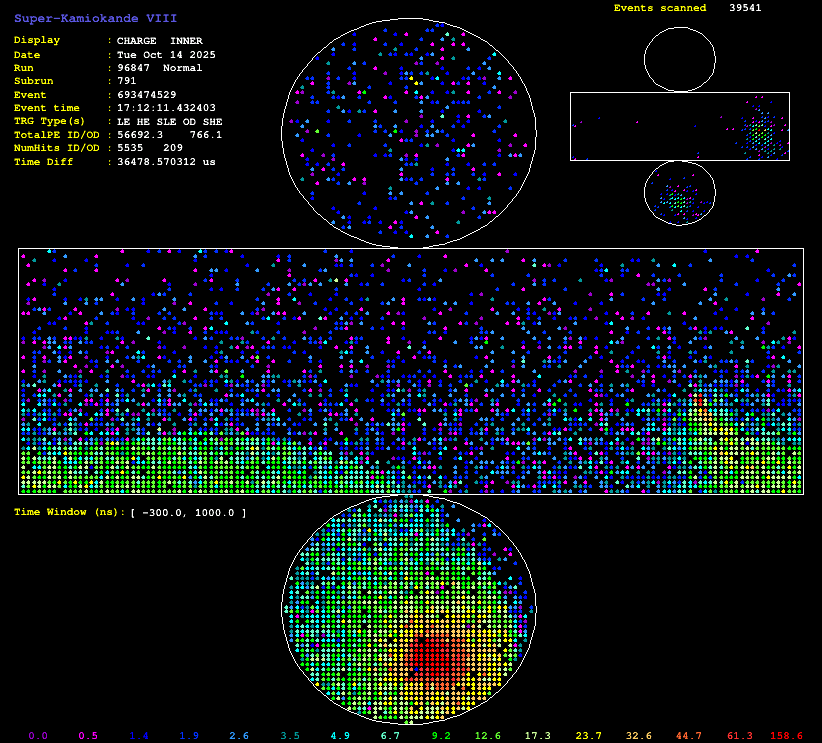 Super-Kamiokande VIII
Events scanned 39541
Display : CHARGE INNER
Date : Tue Oct 14 2025
Run : 96847 Normal
Subrun : 791
Event : 693474529
Event time : 17:12:11.432403
TRG Type(s) : LE HE SLE OD SHE
TotalPE ID/OD : 56692.3 766.1
NumHits ID/OD : 5535 209
Time Diff : 36478.570312 us
Time Window (ns): [ -300.0, 1000.0 ]
0.0 0.5 1.4 1.9 2.6 3.5 4.9 6.7 9.2 12.6 17.3 23.7 32.6 44.7 61.3 158.6